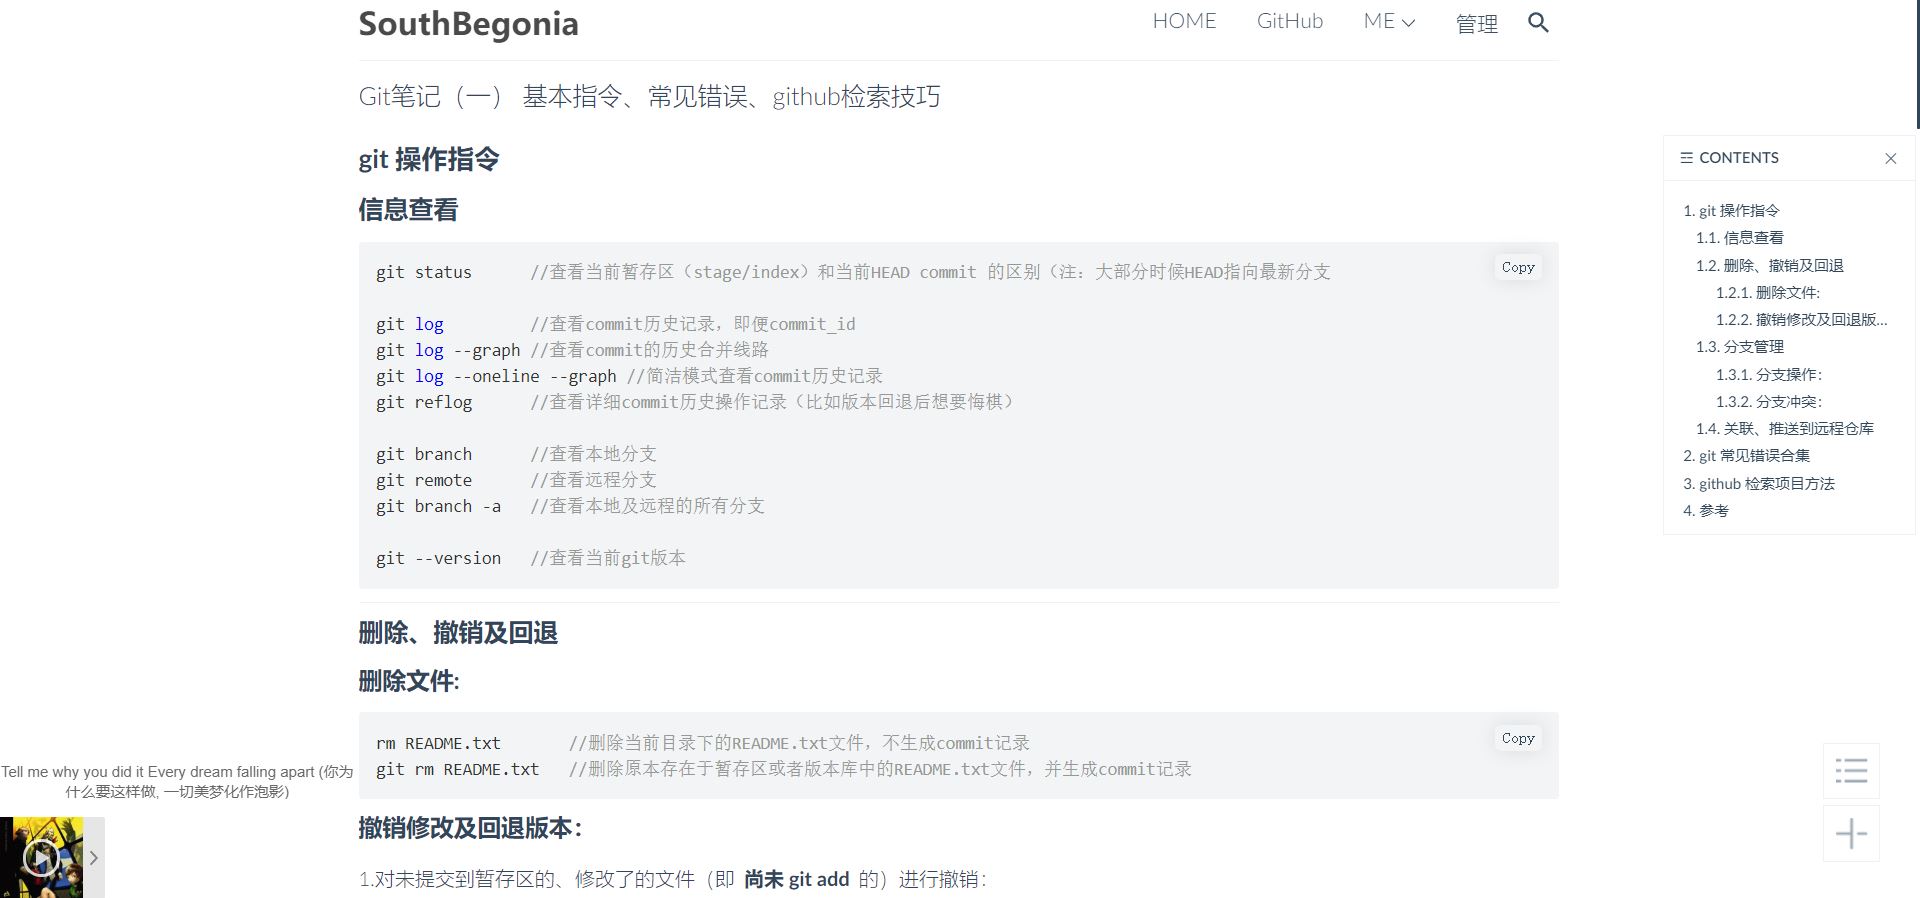 SouthBegonia
HOME GitHub ME 管理
Git笔记（一） 基本指令、常见错误、github检索技巧
git 操作指令
信息查看
Copy
git status //查看当前暂存区（stage/index）和当前HEAD commit 的区别（注：大部分时候HEAD指向最新分支
git log //查看commit历史记录，即便commit_id
git log --graph //查看commit的历史合并线路
git log --oneline --graph //简洁模式查看commit历史记录
git reflog //查看详细commit历史操作记录（比如版本回退后想要悔棋）
git branch //查看本地分支
git remote //查看远程分支
git branch -a //查看本地及远程的所有分支
git --version //查看当前git版本
删除、撤销及回退
删除文件:
Copy
rm README.txt //删除当前目录下的README.txt文件，不生成commit记录
git rm README.txt //删除原本存在于暂存区或者版本库中的README.txt文件，并生成commit记录
撤销修改及回退版本：
1.对未提交到暂存区的、修改了的文件（即 尚未 git add 的）进行撤销：
CONTENTS
1. git 操作指令
1.1. 信息查看
1.2. 删除、撤销及回退
1.2.1. 删除文件:
1.2.2. 撤销修改及回退版...
1.3. 分支管理
1.3.1. 分支操作：
1.3.2. 分支冲突：
1.4. 关联、推送到远程仓库
2. git 常见错误合集
3. github 检索项目方法
4. 参考
Tell me why you did it Every dream falling apart (你为
什么要这样做, 一切美梦化作泡影)